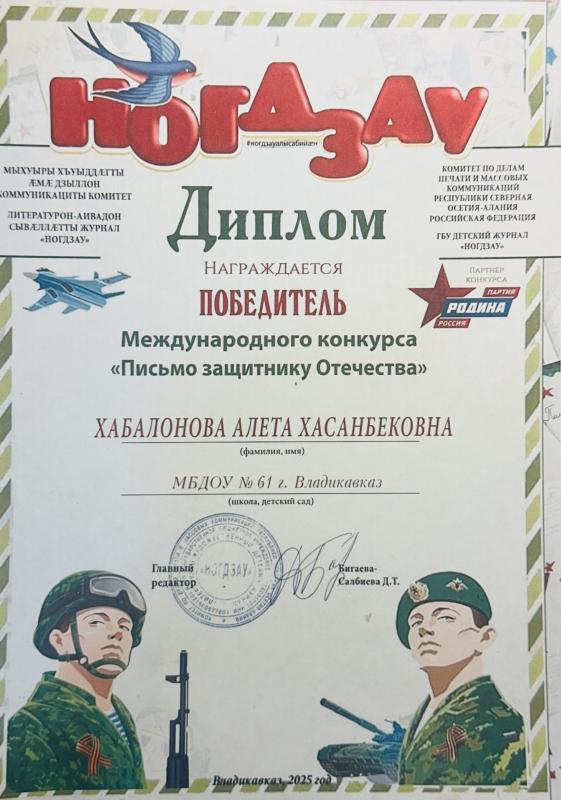 НОГДЗАУ
#ногдзауалмсабийæн
МЫХУЫРЫ ХЪУЫДДÆГТЫ
ÆМÆ ДЗЫЛЛОН
КОММУНИКАЦИТЫ КОМИТЕТ
ЛИТЕРАТУРОН-АИВАДОН
СЫВÆЛЛÆТТЫ ЖУРНАЛ
«НОГДЗАУ»
КОМИТЕТ ПО ДЕЛАМ
ПЕЧАТИ И МАССОВЫХ
КОММУНИКАЦИЙ
РЕСПУБЛИКИ СЕВЕРНАЯ
ОСЕТИЯ-АЛАНИЯ
РОССИЙСКАЯ ФЕДЕРАЦИЯ
ГБУ ДЕТСКИЙ ЖУРНАЛ
«НОГДЗАУ»
Диплом
Награждается
ПОБЕДИТЕЛЬ
ПАРТНЕР
КОНКУРСА
ПАРТИЯ
РОДИНА
РОССИЯ
Международного конкурса
«Письмо защитнику Отечества»
ХАБАЛОНОВА АЛЕТА ХАСАНБЕКОВНА
(фамилия, имя)
МБДОУ № 61 г. Владикавказ
(школа, детский сад)
Главный
редактор
«НОГДЗАУ»
Бигаева-
Салбиева Д.Т.
Владикавказ, 2025 год